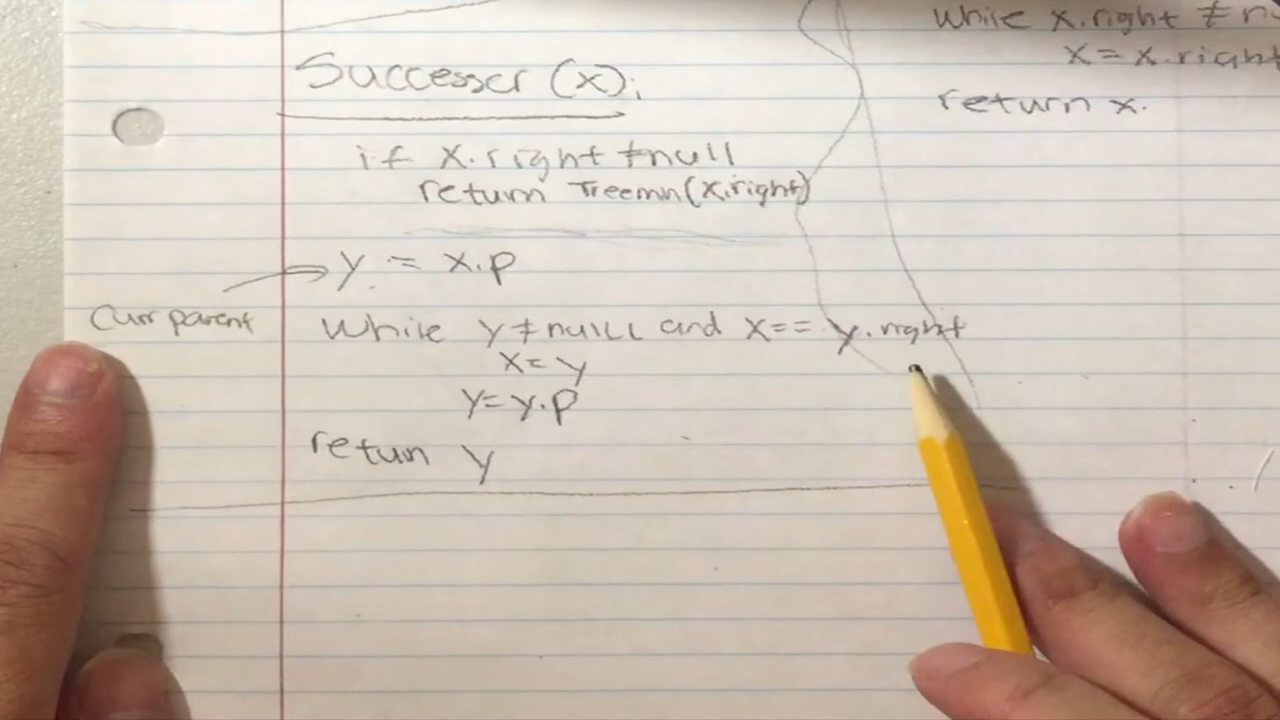 Successor (x):
if x.right ≠ null
return Treemin(x.right)
y := x.p
Curr parent
while y ≠ nuLL and x == y.right
x = y
y = y.p
return y
while x.right ≠
x = x.right
return x.